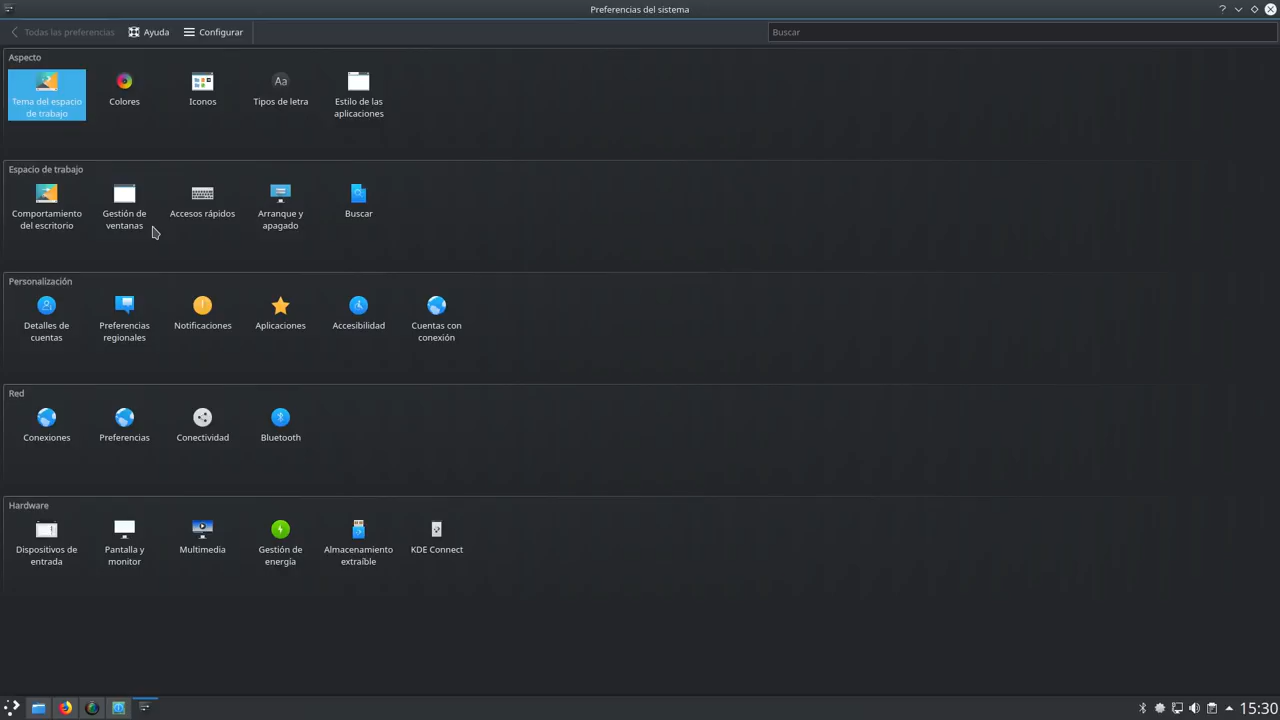 Preferencias del sistema
Todas las preferencias
Ayuda
Configurar
Buscar
Aspecto
Tema del espacio
de trabajo
Colores
Iconos
Aa
Tipos de letra
Estilo de las
aplicaciones
Espacio de trabajo
Comportamiento
del escritorio
Gestión de
ventanas
Accesos rápidos
Arranque y
apagado
Buscar
Personalización
Detalles de
cuentas
Preferencias
regionales
Notificaciones
Aplicaciones
Accesibilidad
Cuentas con
conexión
Red
Conexiones
Preferencias
Conectividad
Bluetooth
Hardware
Dispositivos de
entrada
Pantalla y
monitor
Multimedia
Gestión de
energía
Almacenamiento
extraíble
KDE Connect
15:30